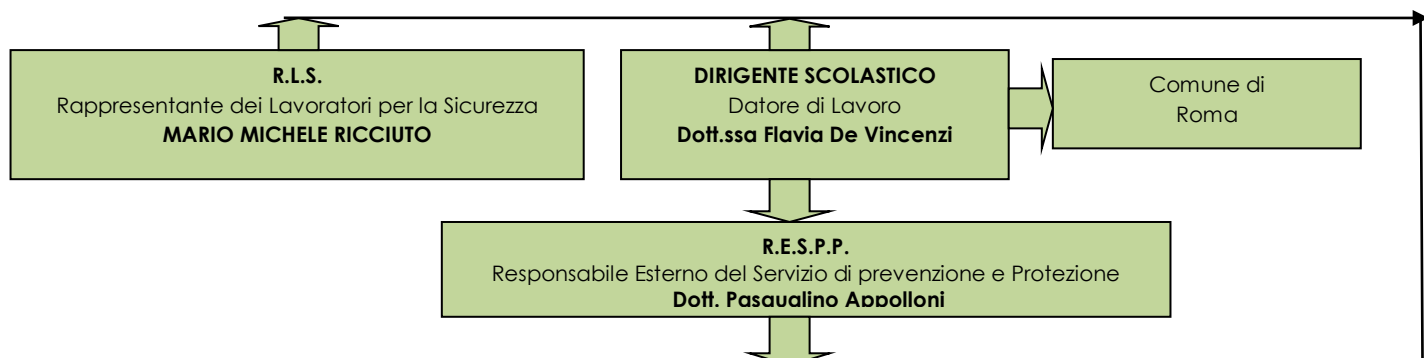 R.L.S.
Rappresentante dei Lavoratori per la Sicurezza
MARIO MICHELE RICCIUTO
DIRIGENTE SCOLASTICO
Datore di Lavoro
Dott.ssa Flavia De Vincenzi
Comune di
Roma
R.E.S.P.P.
Responsabile Esterno del Servizio di prevenzione e Protezione
Dott. Pasqualino Appolloni